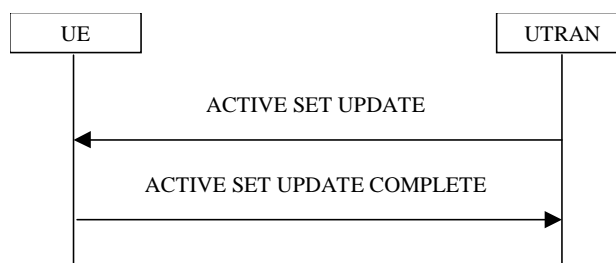 UE
UTRAN
ACTIVE SET UPDATE
ACTIVE SET UPDATE COMPLETE